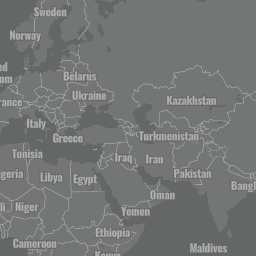 Sweden
Norway
ed
om
Belarus
Ukraine
Kazakhstan
rance
Italy
Greece
Turkmenistan
Tunisia
Iraq
Iran
geria
Libya
Egypt
Pakistan
Oman
Bangl
li
Niger
Yemen
Ethiopia
Cameroon
Maldives
Kenya